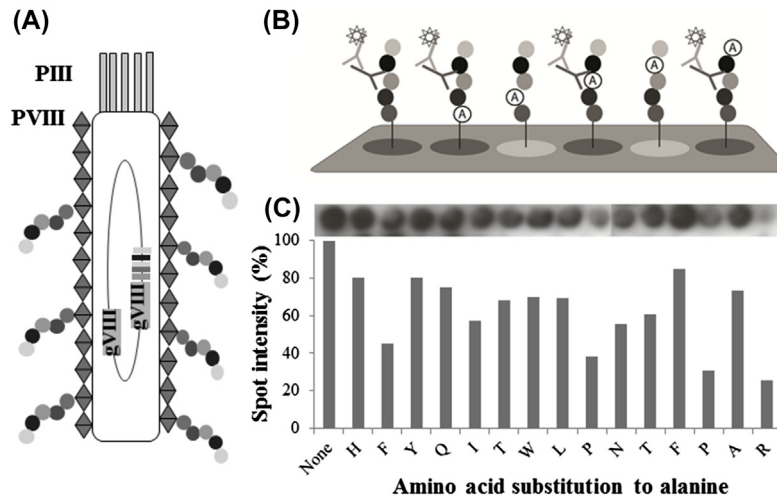 (A)
PIII
PVIII
gVIII
gVIII
(B)
A
A
A
A
A
(C)
Spot intensity (%)
100
80
60
40
20
0
None H F Y Q I T W L P N T F P A R
Amino acid substitution to alanine